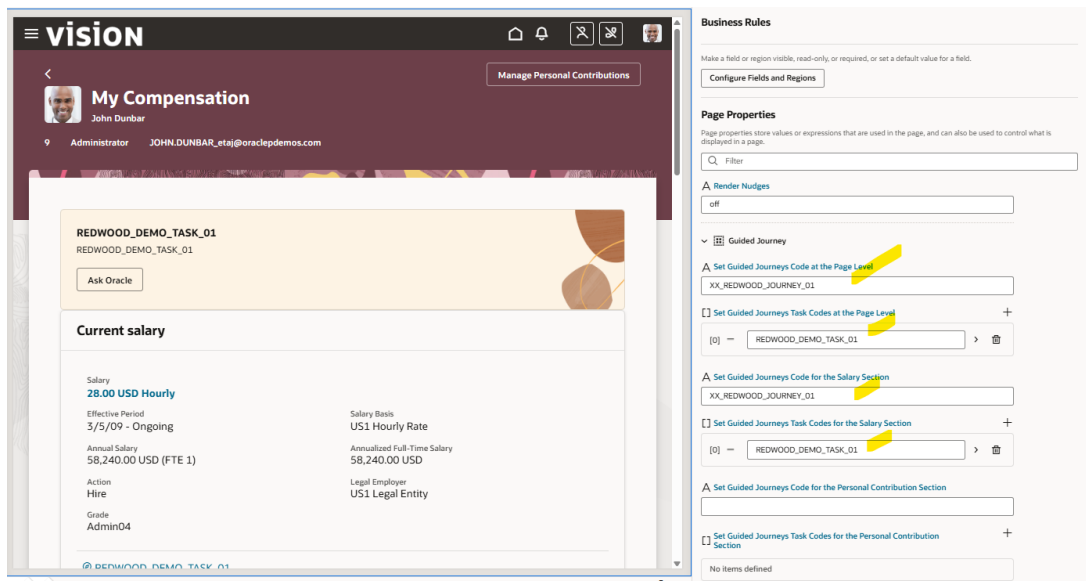 vision
Manage Personal Contributions
My Compensation
John Dunbar
9 Administrator JOHN.DUNBAR_etaj@oraclepdemos.com
REDWOOD_DEMO_TASK_01
REDWOOD_DEMO_TASK_01
Ask Oracle
Current salary
Salary
28.00 USD Hourly
Effective Period
3/5/09 - Ongoing
Salary Basis
US1 Hourly Rate
Annual Salary
58,240.00 USD (FTE 1)
Annualized Full-Time Salary
58,240.00 USD
Action
Hire
Legal Employer
US1 Legal Entity
Grade
Admin04
REDWOOD_DEMO_TASK_01
Business Rules
Make a field or region visible, read-only, or required, or set a default value for a field.
Configure Fields and Regions
Page Properties
Page properties store values or expressions that are used in the page, and can also be used to control what is
displayed in a page.
Filter
A Render Nudges
off
Guided Journey
A Set Guided Journeys Code at the Page Level
XX_REDWOOD_JOURNEY_01
[] Set Guided Journeys Task Codes at the Page Level
[0] — REDWOOD_DEMO_TASK_01
A Set Guided Journeys Code for the Salary Section
XX_REDWOOD_JOURNEY_01
[] Set Guided Journeys Task Codes for the Salary Section
[0] — REDWOOD_DEMO_TASK_01
A Set Guided Journeys Code for the Personal Contribution Section
[] Set Guided Journeys Task Codes for the Personal Contribution
Section
No items defined